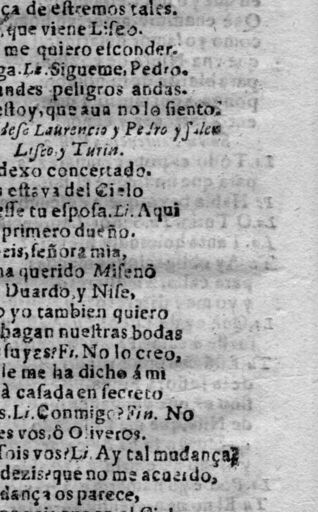 ça de eſtremos tales.
, que viene Liſeo.
me quiero eſconder.
ga. Li. Sigueme, Pedro.
andes peligros andas.
eſtoy, que aun no lo ſiento.
deſe Laurencio y Pedro y ſalen
Liſeo y Turin.
dexo concertado.
s eſtava del Cielo
eſſe tu eſpoſa. Li. Aqui
primero dueño.
zeis, ſeñora mia,
ha querido Miſenō
Duardo, y Niſe,
o yo tambien quiero
hagan nueſtras bodas
ſuyas? Fi. No lo creo,
le me ha dicho á mi
à caſada en ſecreto
s. Li. Conmigo? Fin. No
es vos, ô Oliveros.
Sois vos? Li. Ay tal mudança?
dezis? que no me acuerdo,
dança os parece,